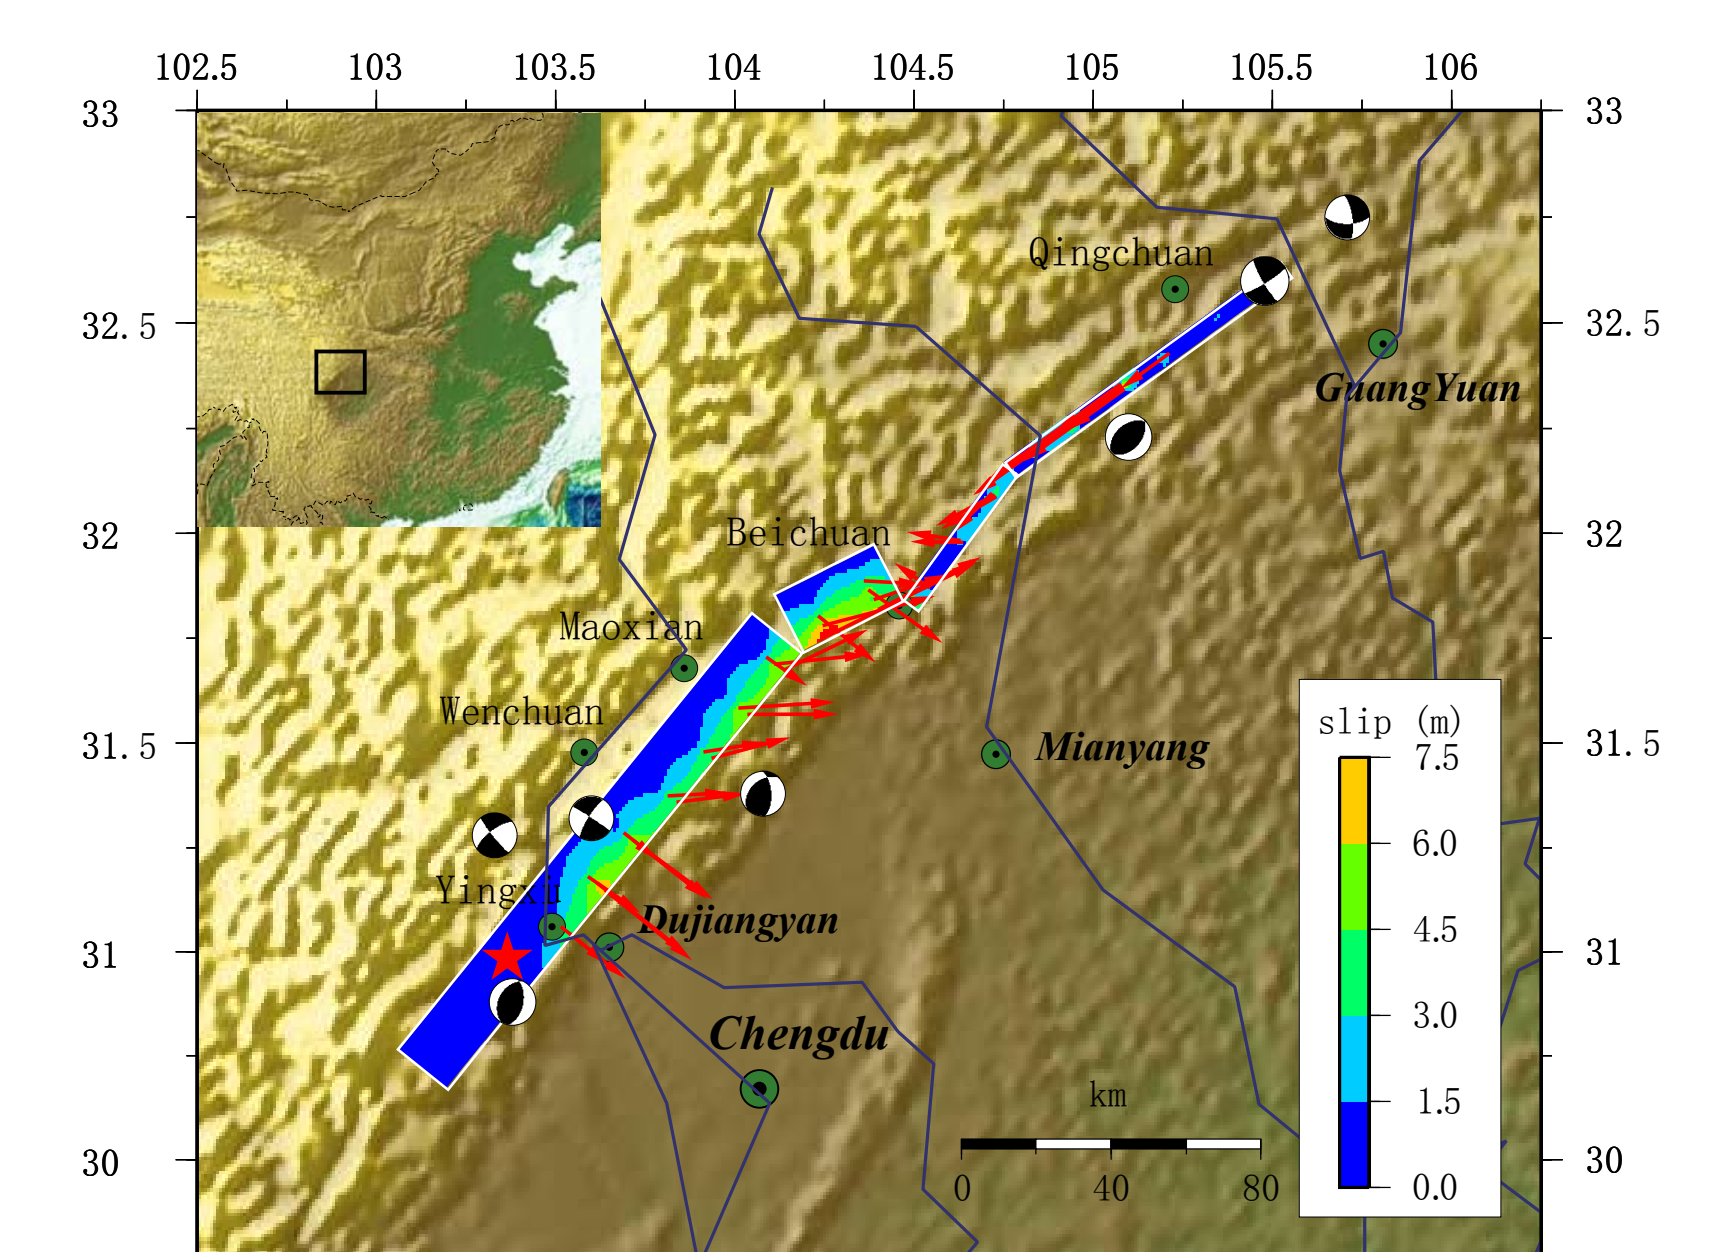 102.5 103 103.5 104 104.5 105 105.5 106
33 33
Qingchuan
32.5 32.5
GuangYuan
32 Beichuan 32
Maoxian
Wenchuan
slip (m)
31.5 Mianyang 31.5
7.5
6.0
Yingxu
Dujiangyan
4.5
31 31
3.0
Chengdu
km
1.5
30 30
0 40 80
0.0